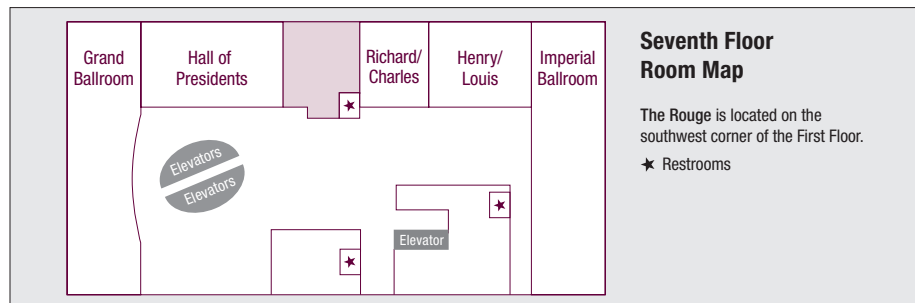 Grand
Ballroom
Hall of
Presidents
Richard/
Charles
Henry/
Louis
Imperial
Ballroom
Elevators
Elevators
Elevator
Seventh Floor
Room Map
The Rouge is located on the
southwest corner of the First Floor.
★ Restrooms